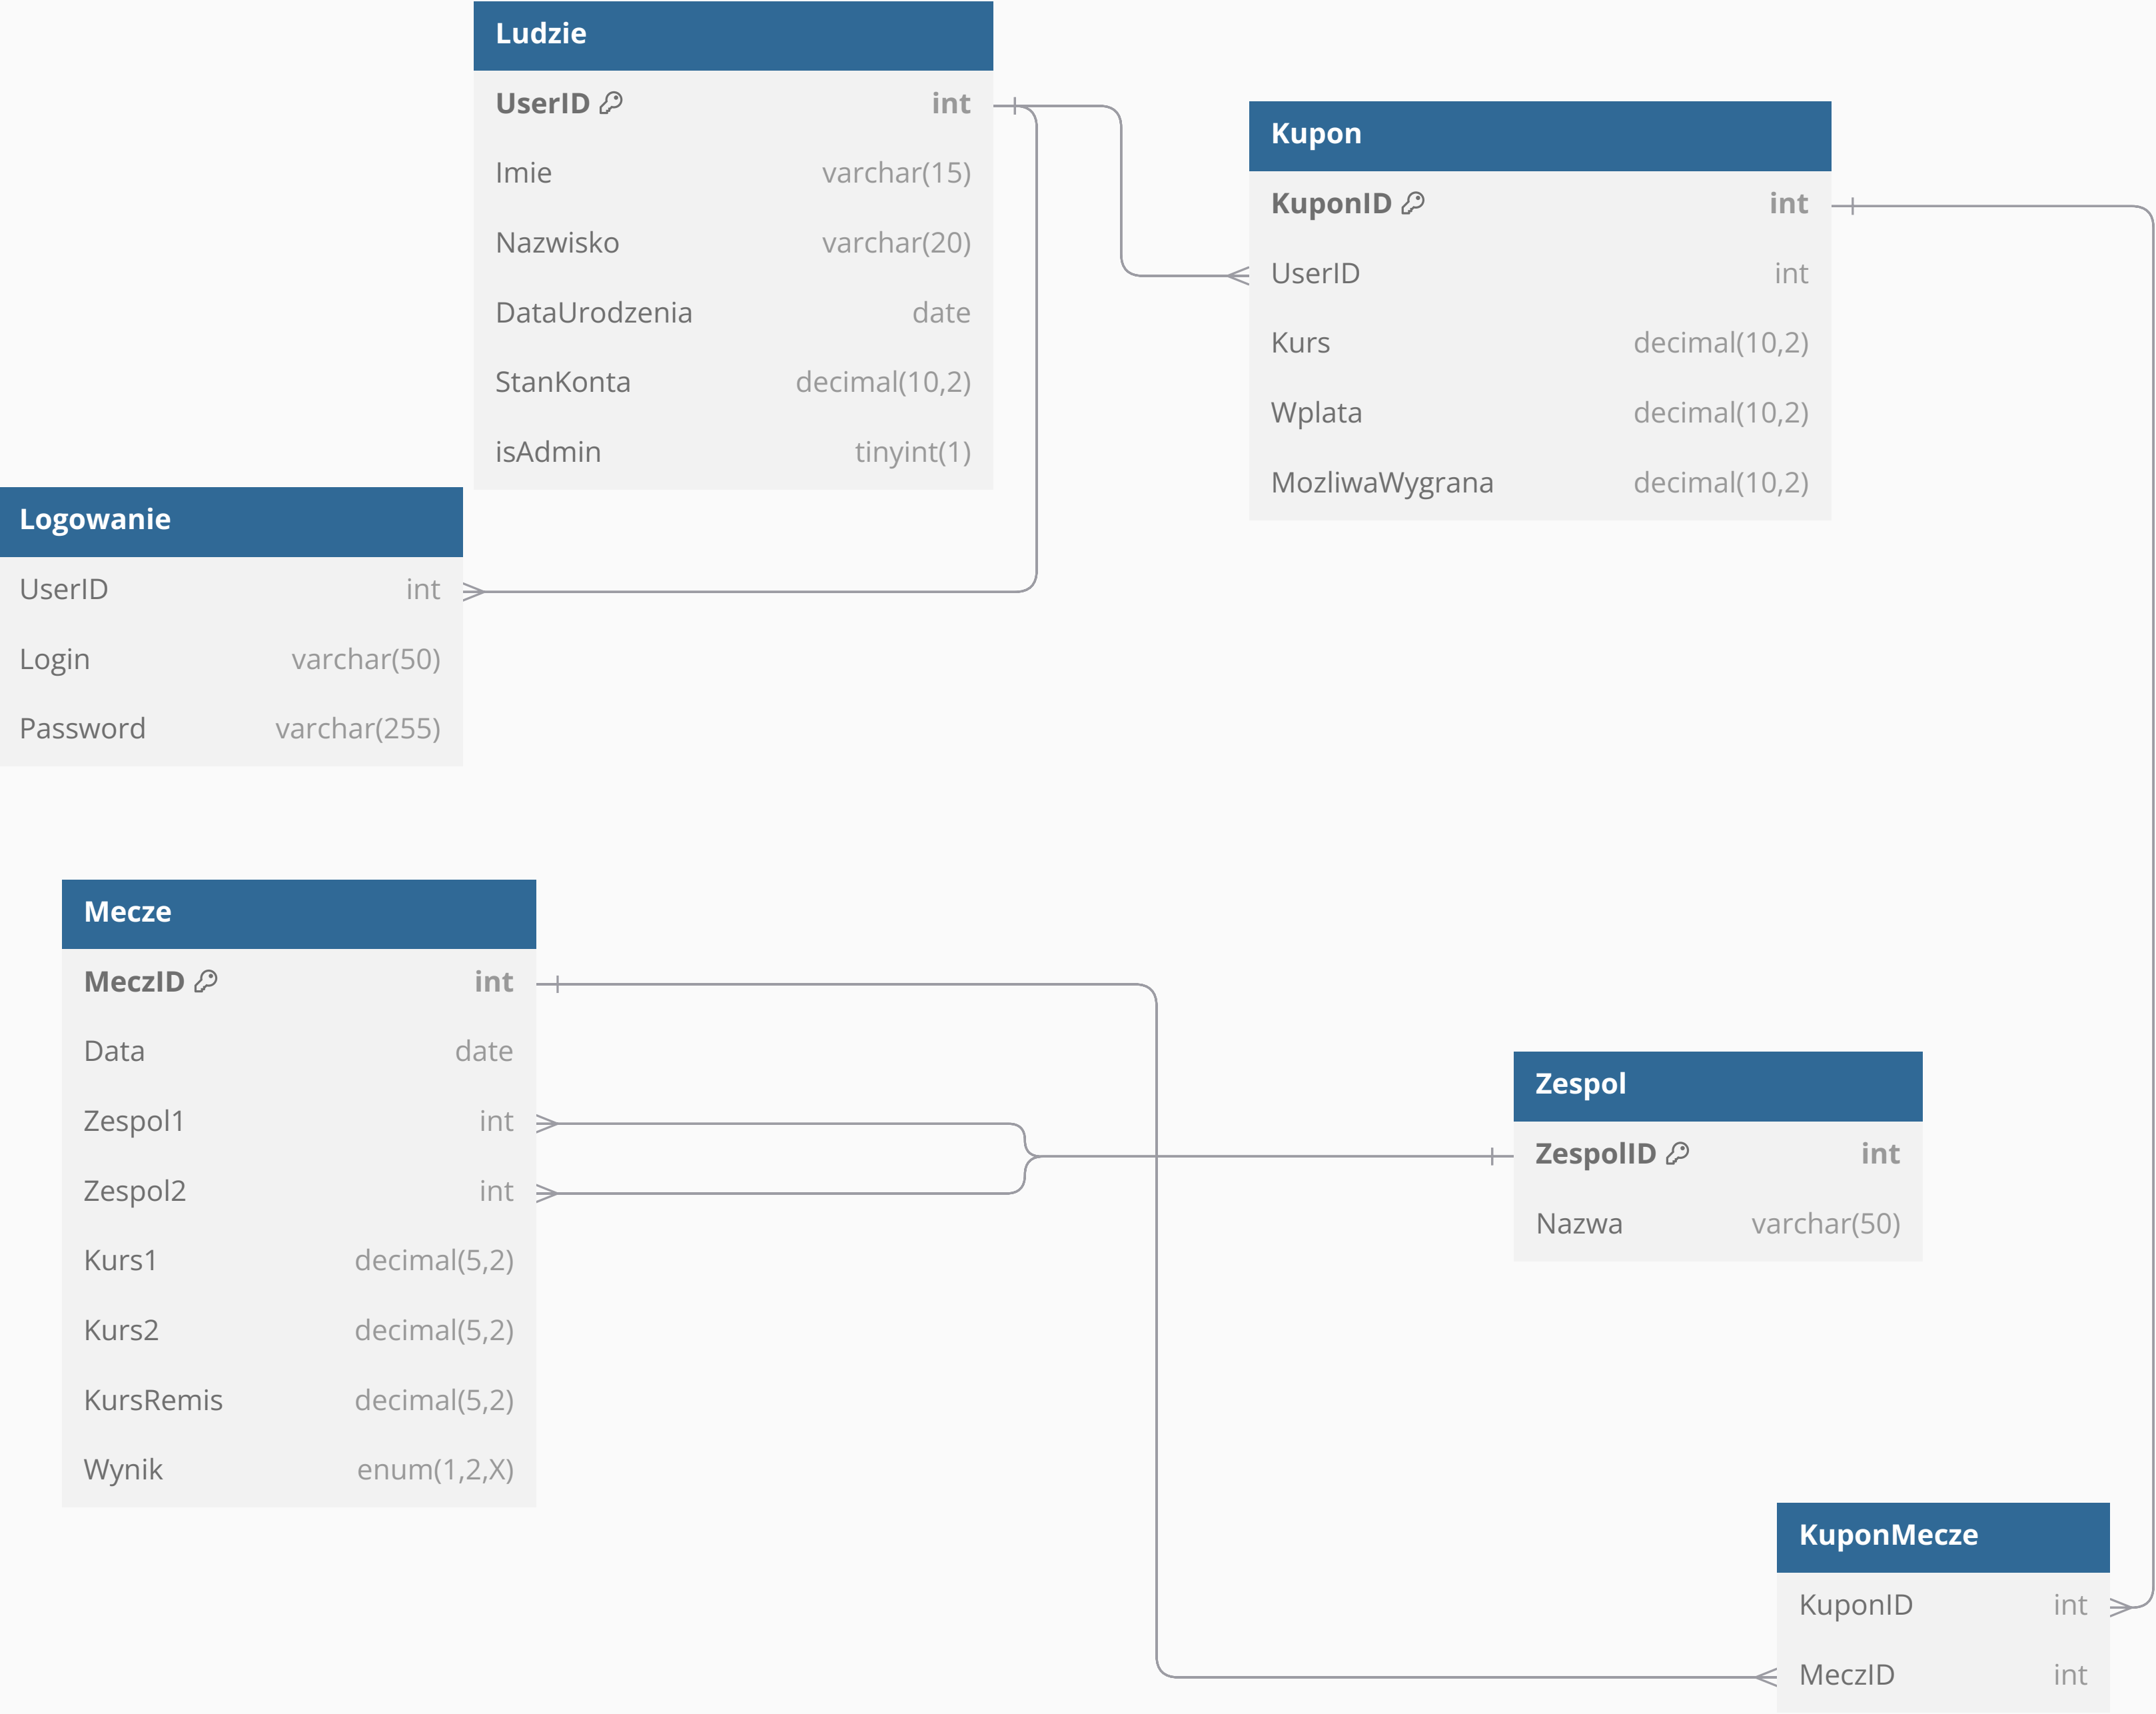 Ludzie
UserID int
Imie varchar(15)
Nazwisko varchar(20)
DataUrodzenia date
StanKonta decimal(10,2)
isAdmin tinyint(1)
Kupon
KuponID int
UserID int
Kurs decimal(10,2)
Wplata decimal(10,2)
MozliwaWygrana decimal(10,2)
Logowanie
UserID int
Login varchar(50)
Password varchar(255)
Mecze
MeczID int
Data date
Zespol1 int
Zespol2 int
Kurs1 decimal(5,2)
Kurs2 decimal(5,2)
KursRemis decimal(5,2)
Wynik enum(1,2,X)
Zespol
ZespolID int
Nazwa varchar(50)
KuponMecze
KuponID int
MeczID int